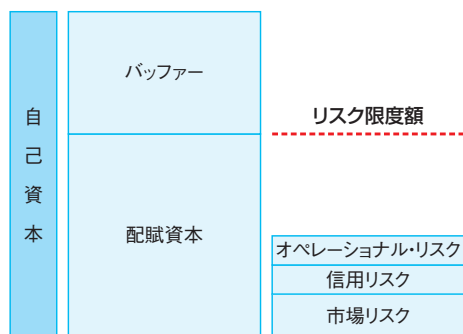 自己資本
バッファー
配賦資本
リスク限度額
オペレーショナル・リスク
信用リスク
市場リスク